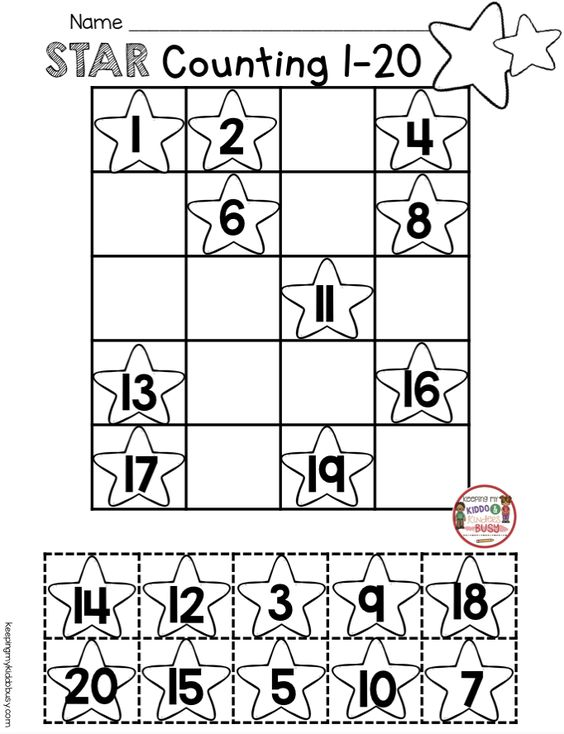 Name
STAR Counting 1-20
1 2 4
6 8
11
13 16
17 19
KEEPING MY
KIDDO &
KINDERS
BUSY
14 12 3 9 18
20 15 5 10 7
keepingmykiddobusy.com